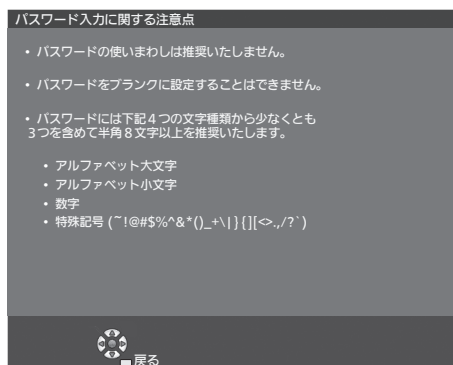 パスワード入力に関する注意点
• パスワードの使いまわしは推奨いたしません。
• パスワードをブランクに設定することはできません。
• パスワードには下記４つの文字種類から少なくとも
３つを含めて半角８文字以上を推奨いたします。
• アルファベット大文字
• アルファベット小文字
• 数字
• 特殊記号 (~!@#$%^&*()_+\|}{][<>.,/?`)
戻る